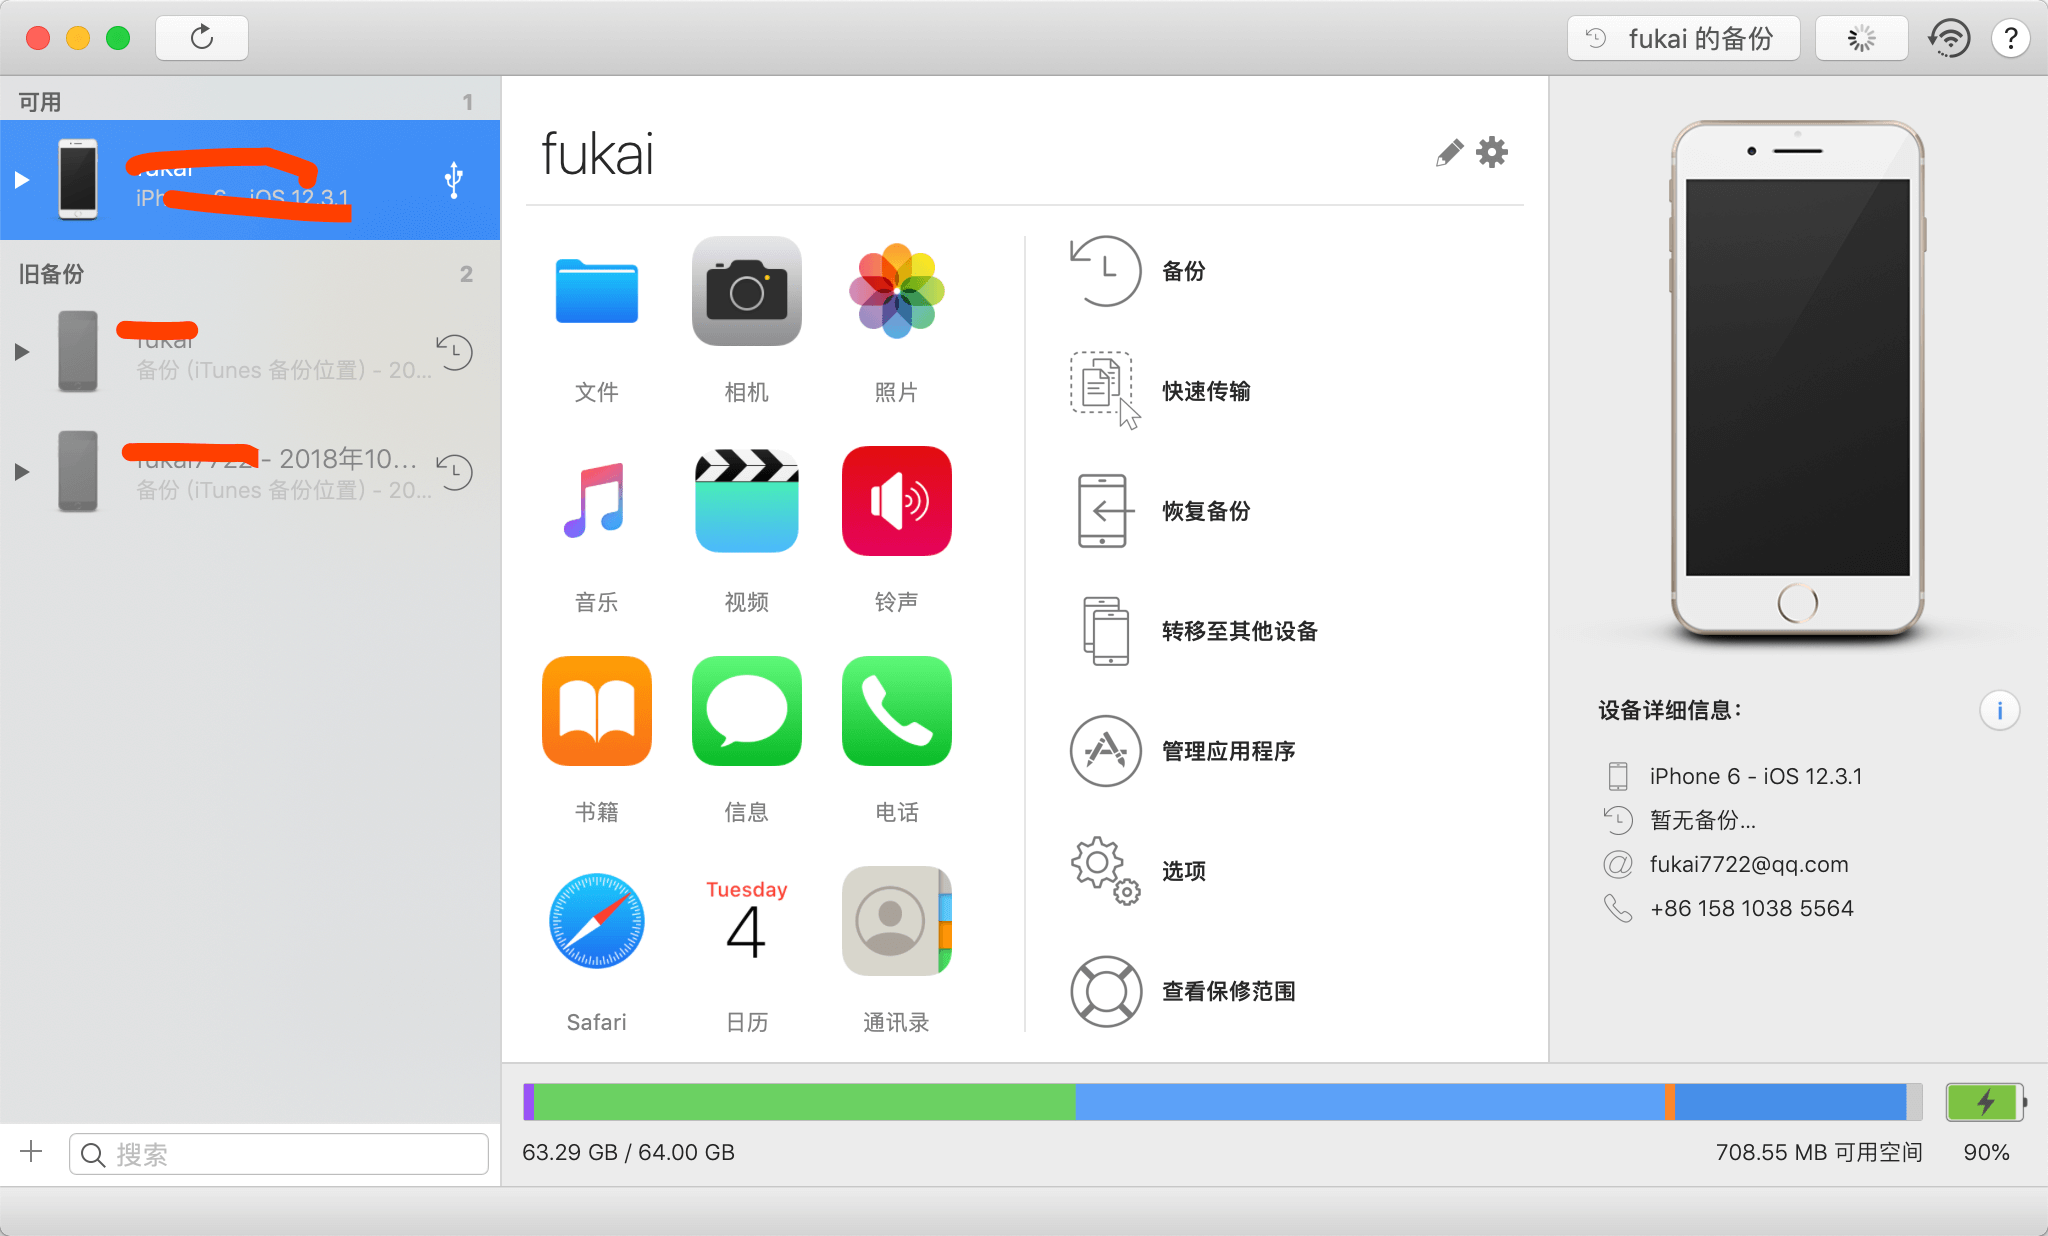 fukai 的备份
?
可用 1
fukai
iPhone 6 - iOS 12.3.1
旧备份 2
fukai
备份 (iTunes 备份位置) - 20...
fukai7722 - 2018年10...
备份 (iTunes 备份位置) - 20...
搜索
fukai
文件
相机
照片
音乐
视频
铃声
书籍
信息
电话
Tuesday
4
Safari
日历
通讯录
备份
快速传输
恢复备份
转移至其他设备
管理应用程序
选项
查看保修范围
设备详细信息:
i
iPhone 6 - iOS 12.3.1
暂无备份...
fukai7722@qq.com
+86 158 1038 5564
63.29 GB / 64.00 GB
708.55 MB 可用空间
90%